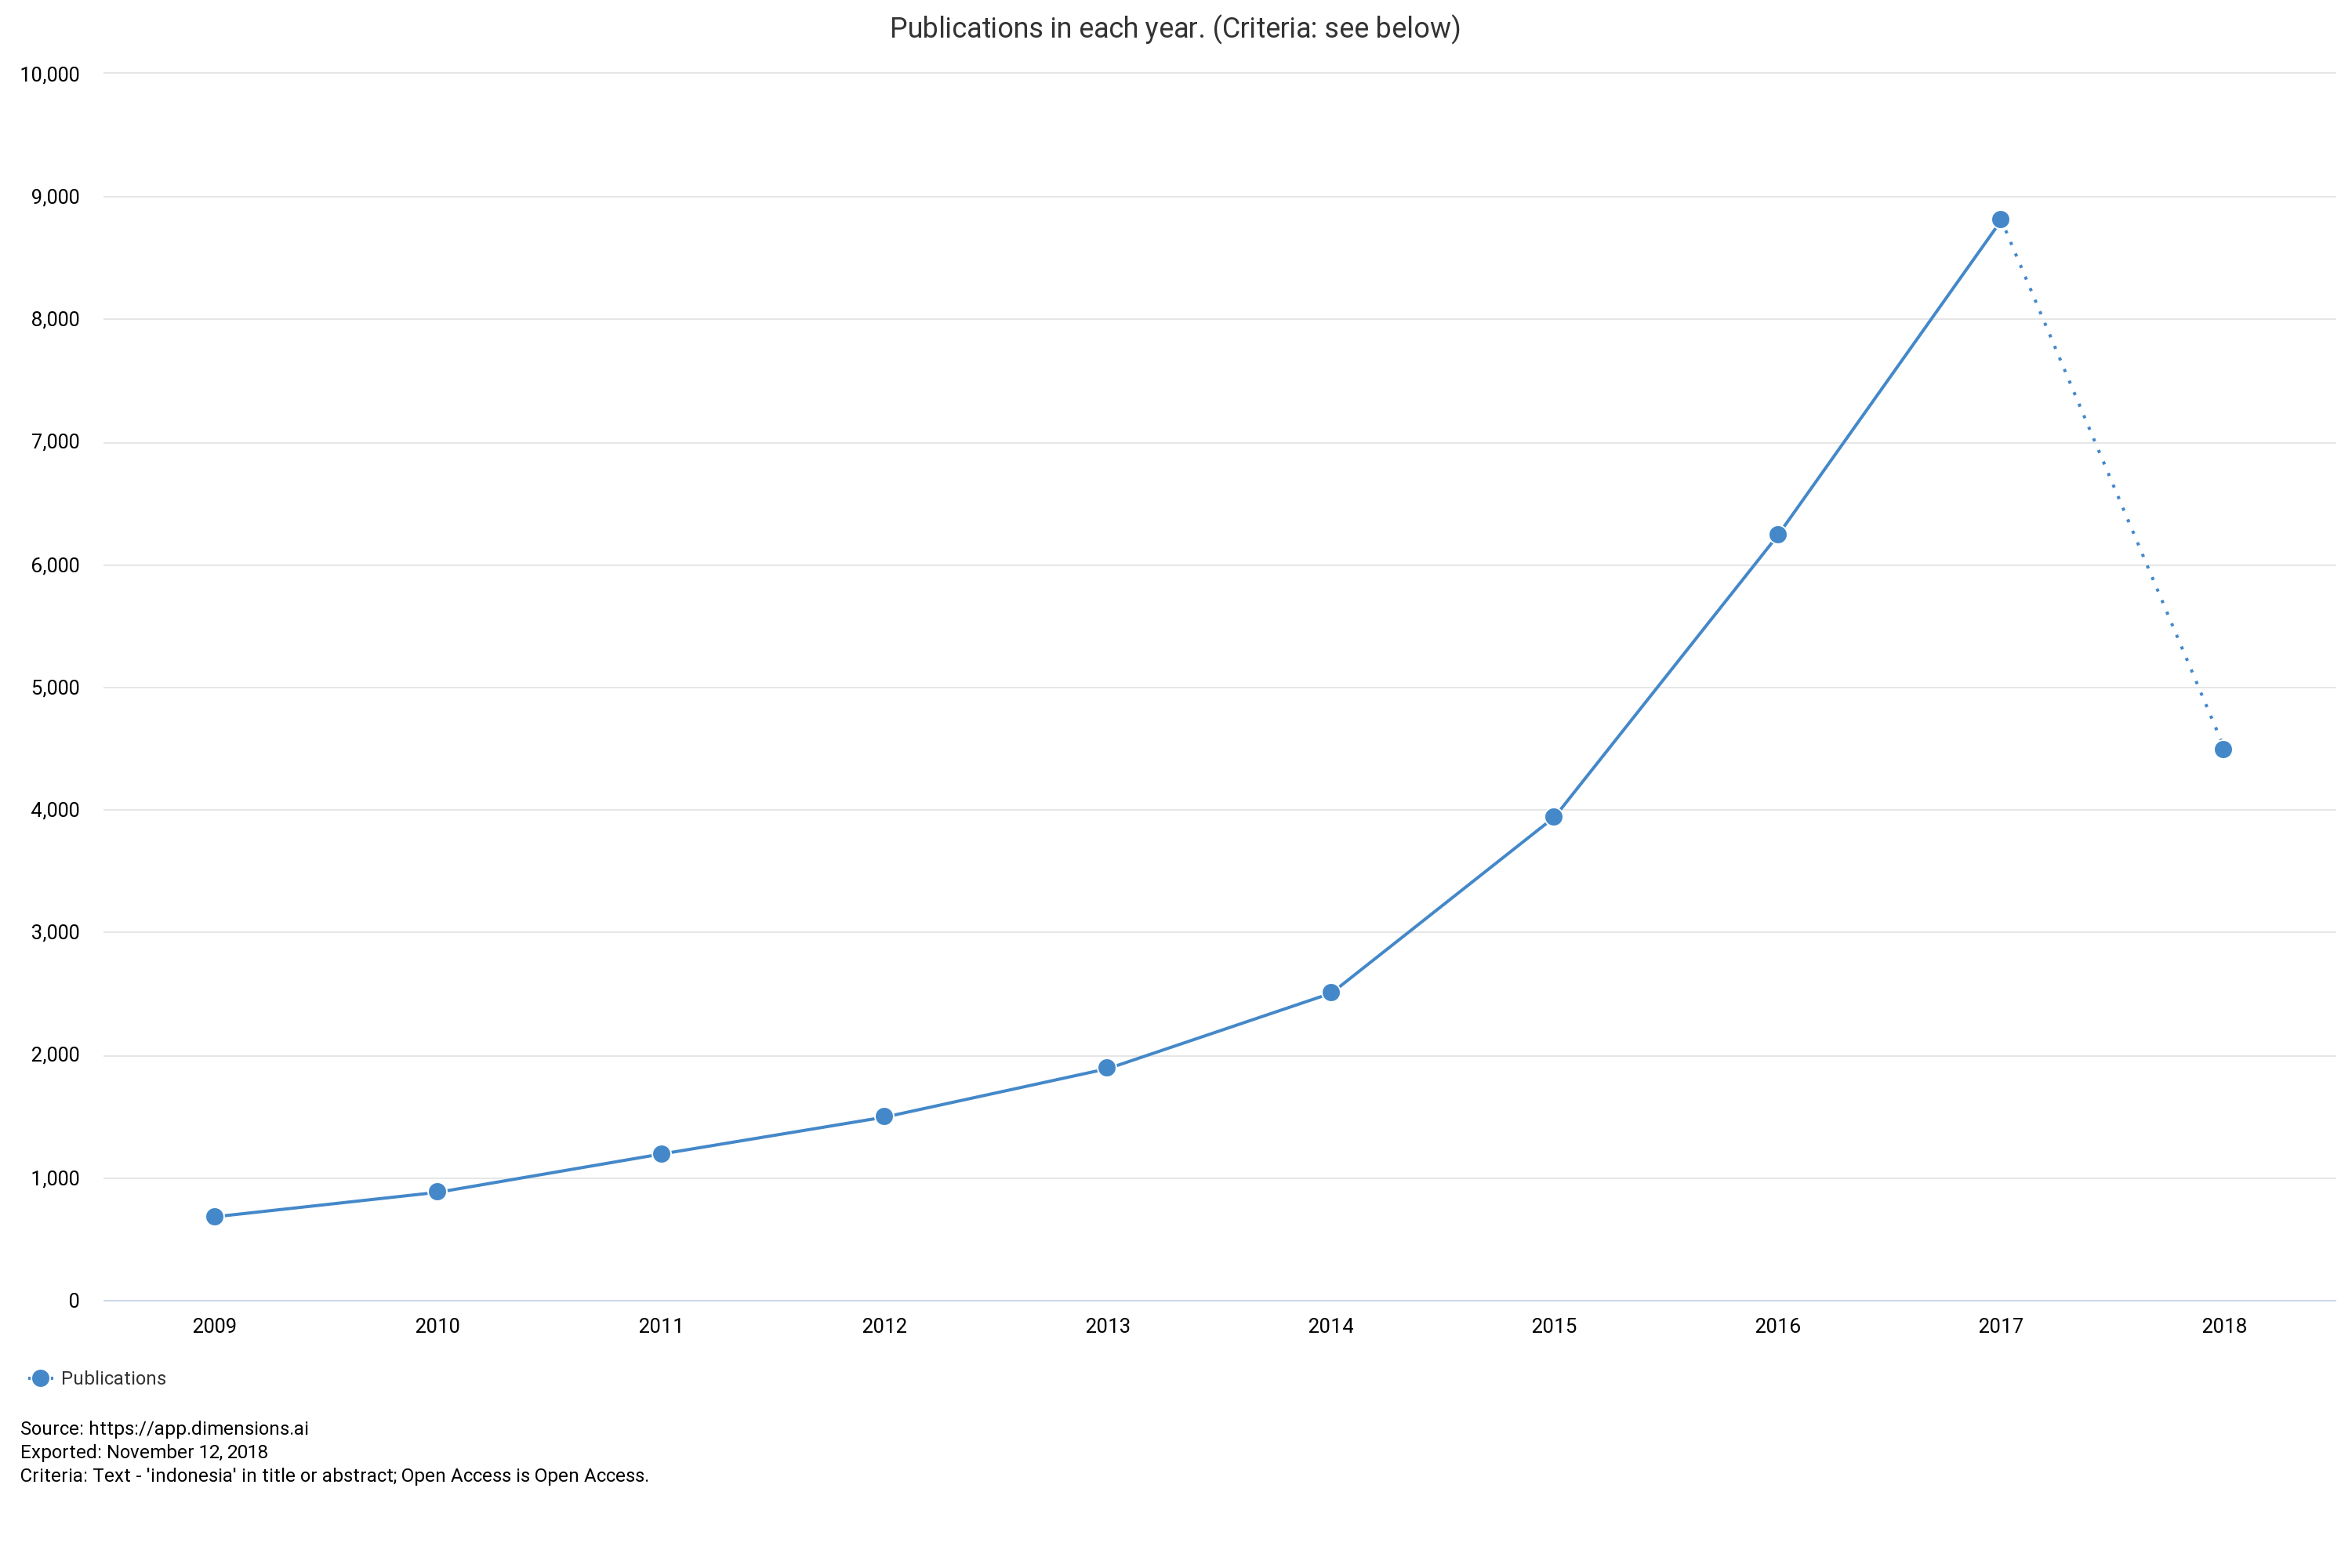 Publications in each year. (Criteria: see below)
10,000
9,000
8,000
7,000
6,000
5,000
4,000
3,000
2,000
1,000
0
2009 2010 2011 2012 2013 2014 2015 2016 2017 2018
Publications
Source: https://app.dimensions.ai
Exported: November 12, 2018
Criteria: Text - 'indonesia' in title or abstract; Open Access is Open Access.